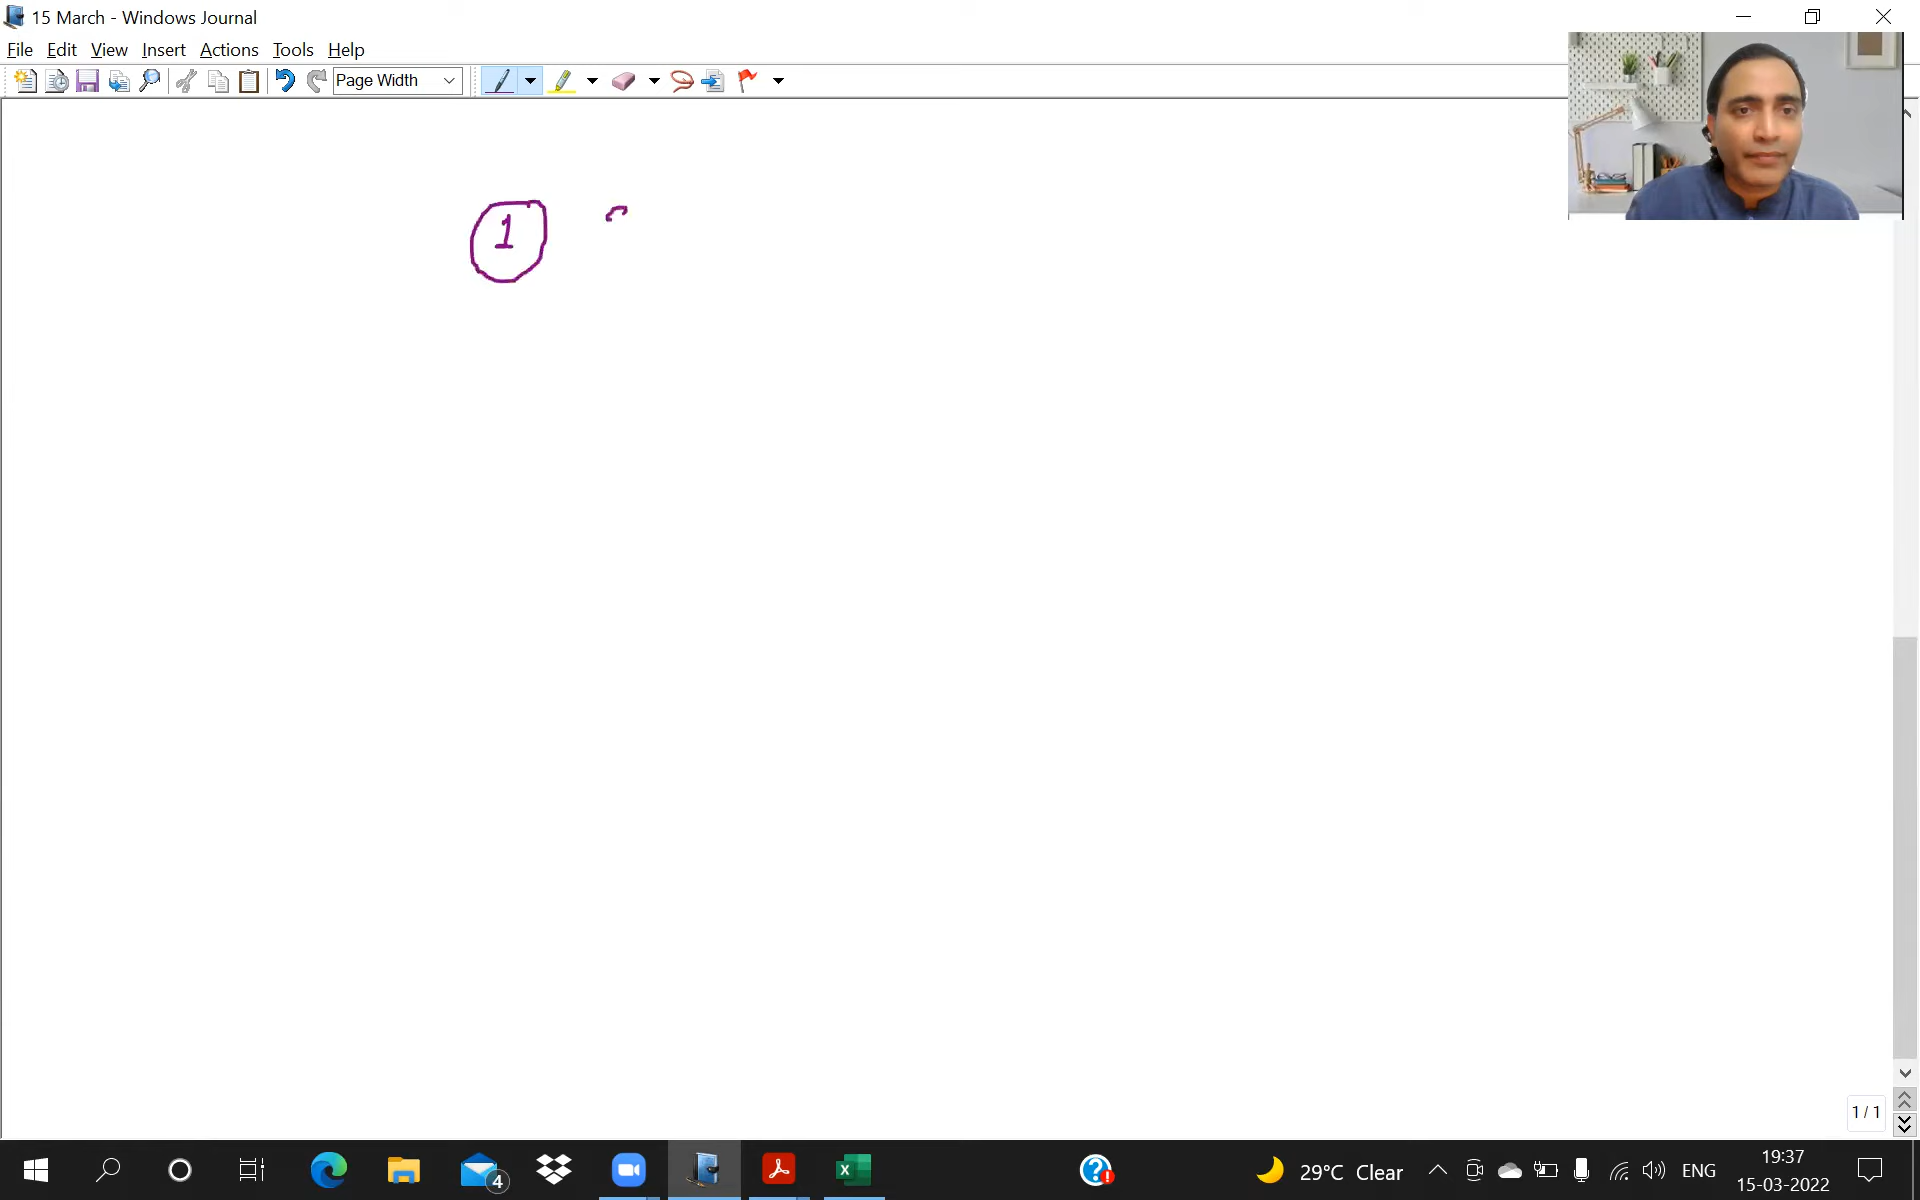 15 March - Windows Journal
File Edit View Insert Actions Tools Help
Page Width
1
1 / 1
4
29°C Clear
ENG
19:37
15-03-2022